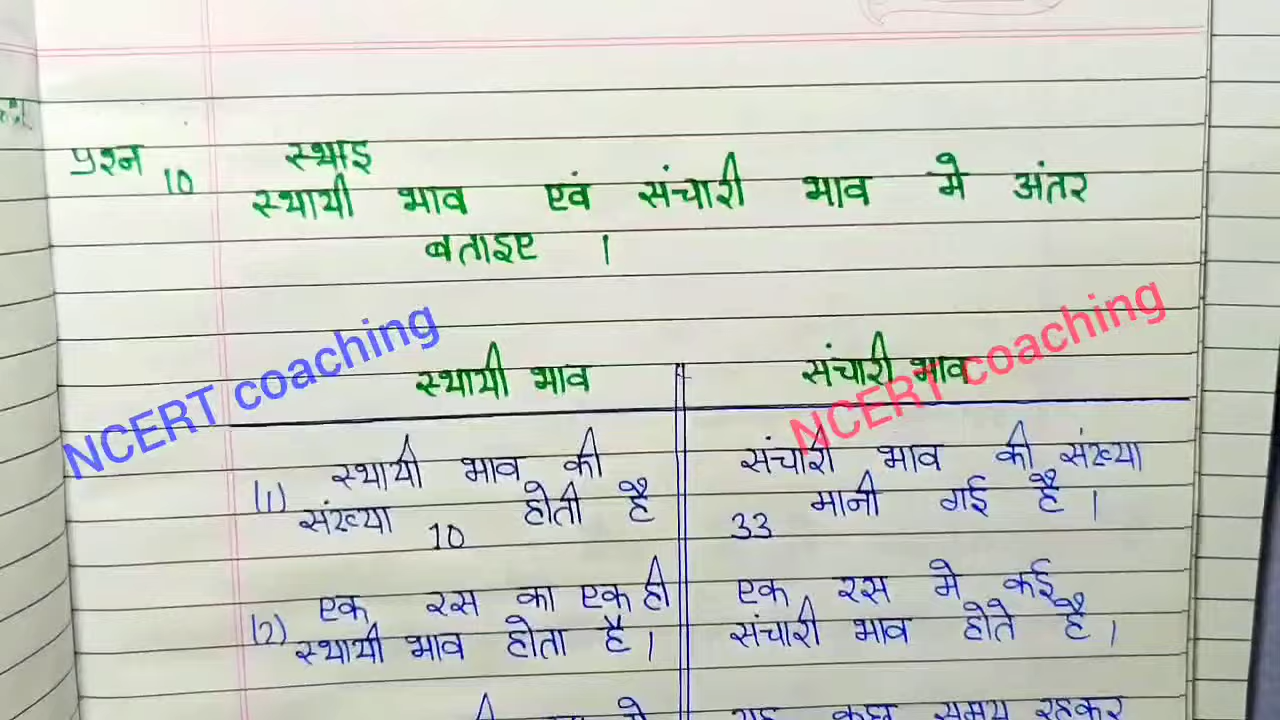 प्रश्न 10 स्थाइ
स्थायी भाव एवं संचारी भाव मे अंतर
बताइए ।
NCERT coaching
NCERT coaching
स्थायी भाव संचारी भाव
(1) स्थायी भाव की संख्या 10 होती है
संचारी भाव की संख्या
33 मानी गई है ।
(2) एक रस का एक ही
स्थायी भाव होता है ।
एक रस मे कई
संचारी भाव होते है ।